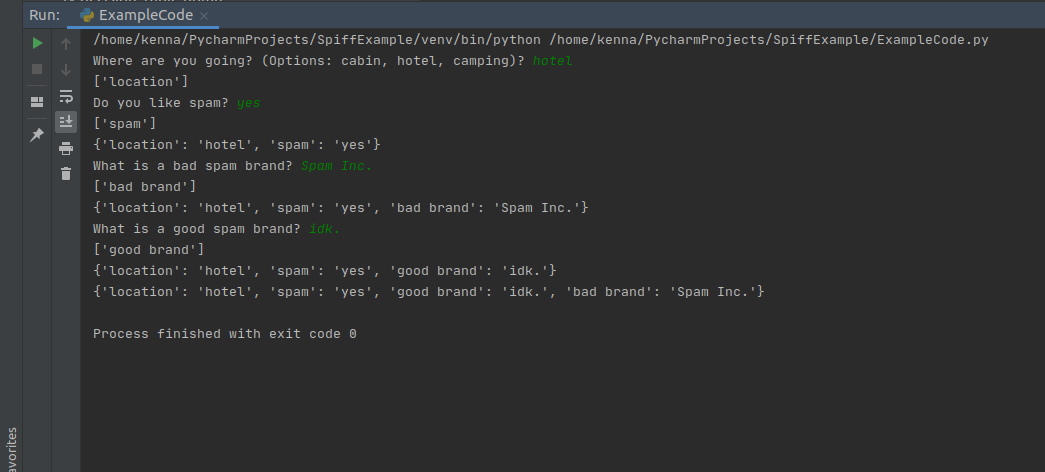 Run: ExampleCode ×
/home/kenna/PycharmProjects/SpiffExample/venv/bin/python /home/kenna/PycharmProjects/SpiffExample/ExampleCode.py
Where are you going? (Options: cabin, hotel, camping)? hotel
['location']
Do you like spam? yes
['spam']
{'location': 'hotel', 'spam': 'yes'}
What is a bad spam brand? Spam Inc.
['bad brand']
{'location': 'hotel', 'spam': 'yes', 'bad brand': 'Spam Inc.'}
What is a good spam brand? idk.
['good brand']
{'location': 'hotel', 'spam': 'yes', 'good brand': 'idk.'}
{'location': 'hotel', 'spam': 'yes', 'good brand': 'idk.', 'bad brand': 'Spam Inc.'}
Process finished with exit code 0
avorites